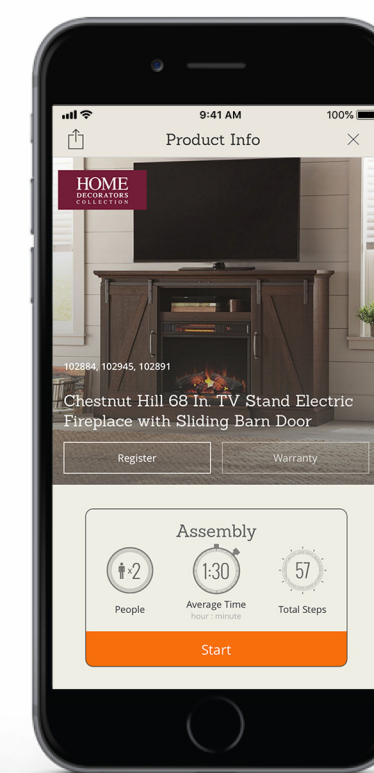 9:41 AM
100%
Product Info
HOME
DECORATORS
COLLECTION
102884, 102945, 102891
Chestnut Hill 68 In. TV Stand Electric
Fireplace with Sliding Barn Door
Register
Warranty
Assembly
x2
1:30
57
People
Average Time
Total Steps
hour : minute
Start